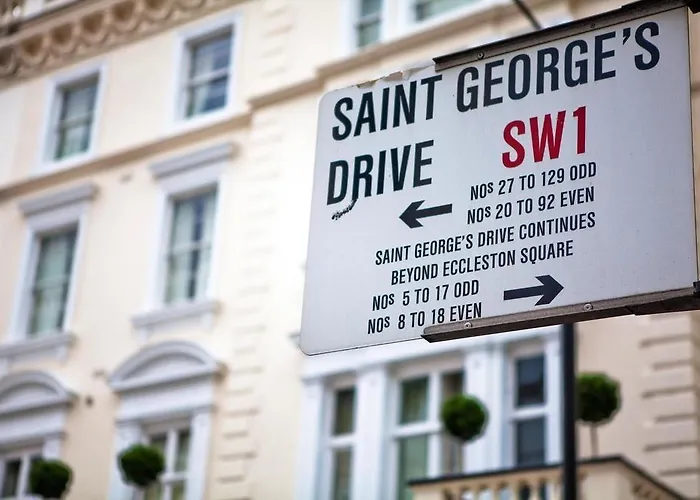 SAINT GEORGE'S
DRIVE SW1
NOS 27 TO 129 ODD
NOS 20 TO 92 EVEN
SAINT GEORGE'S DRIVE CONTINUES
BEYOND ECCLESTON SQUARE
NOS 5 TO 17 ODD
NOS 8 TO 18 EVEN